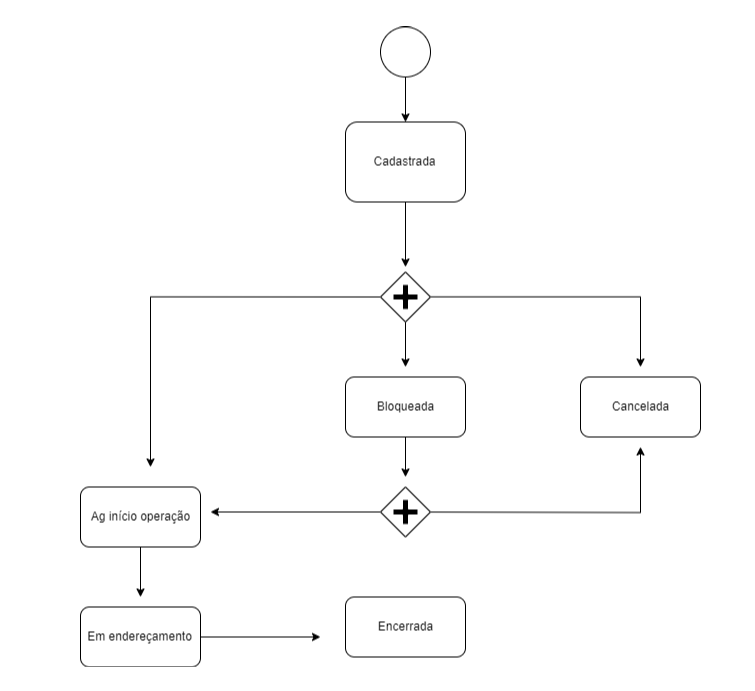 Cadastrada
Bloqueada
Cancelada
Ag início operação
Em endereçamento
Encerrada